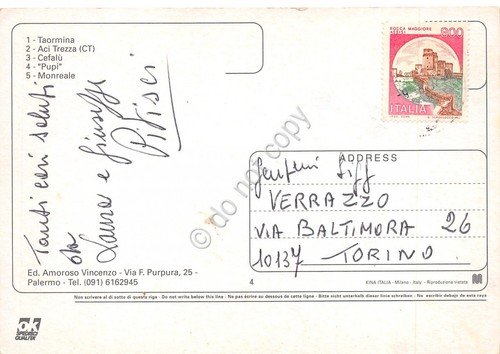 1 - Taormina
2 - Aci Trezza (CT)
3 - Cefalù
4 - "Pupi"
5 - Monreale
Tanti cari saluti
da
Laura e Giuseppe
ROCCA MAGGIORE
ASSISI
800
ITALIA
ADDRESS
VERRAZZO
VIA BALTIMORA 26
10137 TORINO
Ed. Amoroso Vincenzo - Via F. Purpura, 25 -
Palermo - Tel. (091) 6162945
4
KINA ITALIA - Milano - Italy - Riproduzione vietata
Non scrivere al di sotto di questa riga - Do not write below this line - Ne pas écrire au dessous de cette ligne - Bitte nicht unterhalb dieser linie schreiben - No escribir debajo de esta raya
ok
SPEDISCI
QUALITÀ
© do not copy